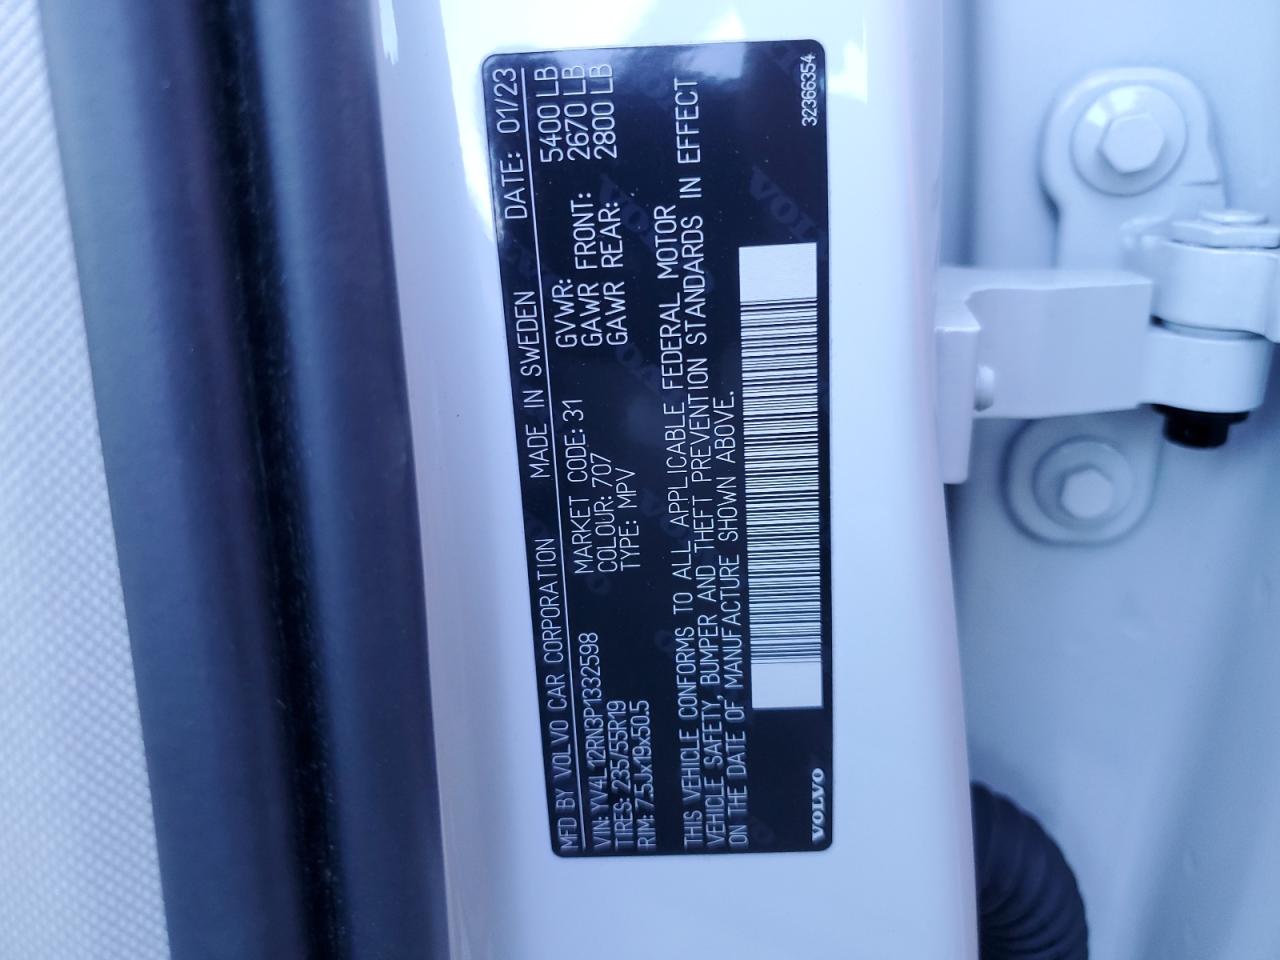 MFD BY VOLVO CAR CORPORATION MADE IN SWEDEN DATE: 01/23
VIN: YV4L12RN3P1332598 MARKET CODE: 31 GVWR: 5400 LB
TIRES: 235/55R19 COLOUR: 707 GAWR FRONT: 2670 LB
RIM: 7.5Jx19x50.5 TYPE: MPV GAWR REAR: 2800 LB
THIS VEHICLE CONFORMS TO ALL APPLICABLE FEDERAL MOTOR
VEHICLE SAFETY, BUMPER AND THEFT PREVENTION STANDARDS IN EFFECT
ON THE DATE OF MANUFACTURE SHOWN ABOVE.
VOLVO 32366354